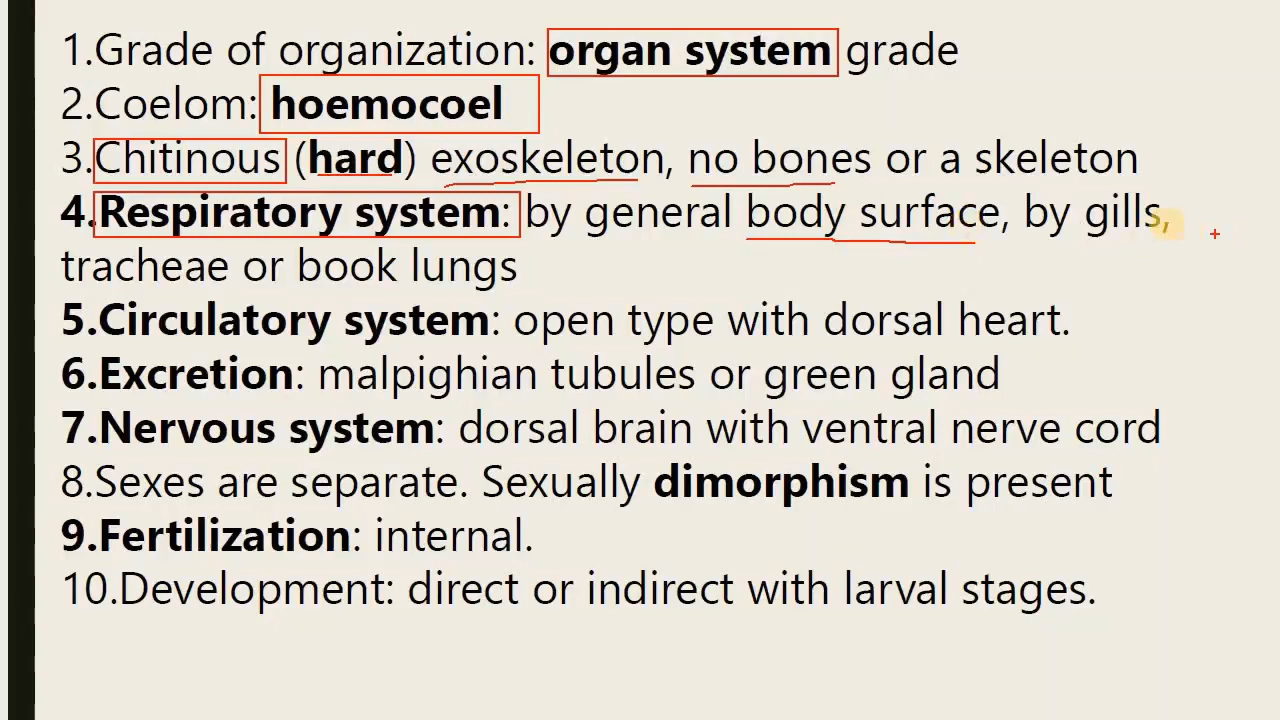 1.Grade of organization: organ system grade
2.Coelom: hoemocoel
3.Chitinous (hard) exoskeleton, no bones or a skeleton
4.Respiratory system: by general body surface, by gills,
tracheae or book lungs
5.Circulatory system: open type with dorsal heart.
6.Excretion: malpighian tubules or green gland
7.Nervous system: dorsal brain with ventral nerve cord
8.Sexes are separate. Sexually dimorphism is present
9.Fertilization: internal.
10.Development: direct or indirect with larval stages.